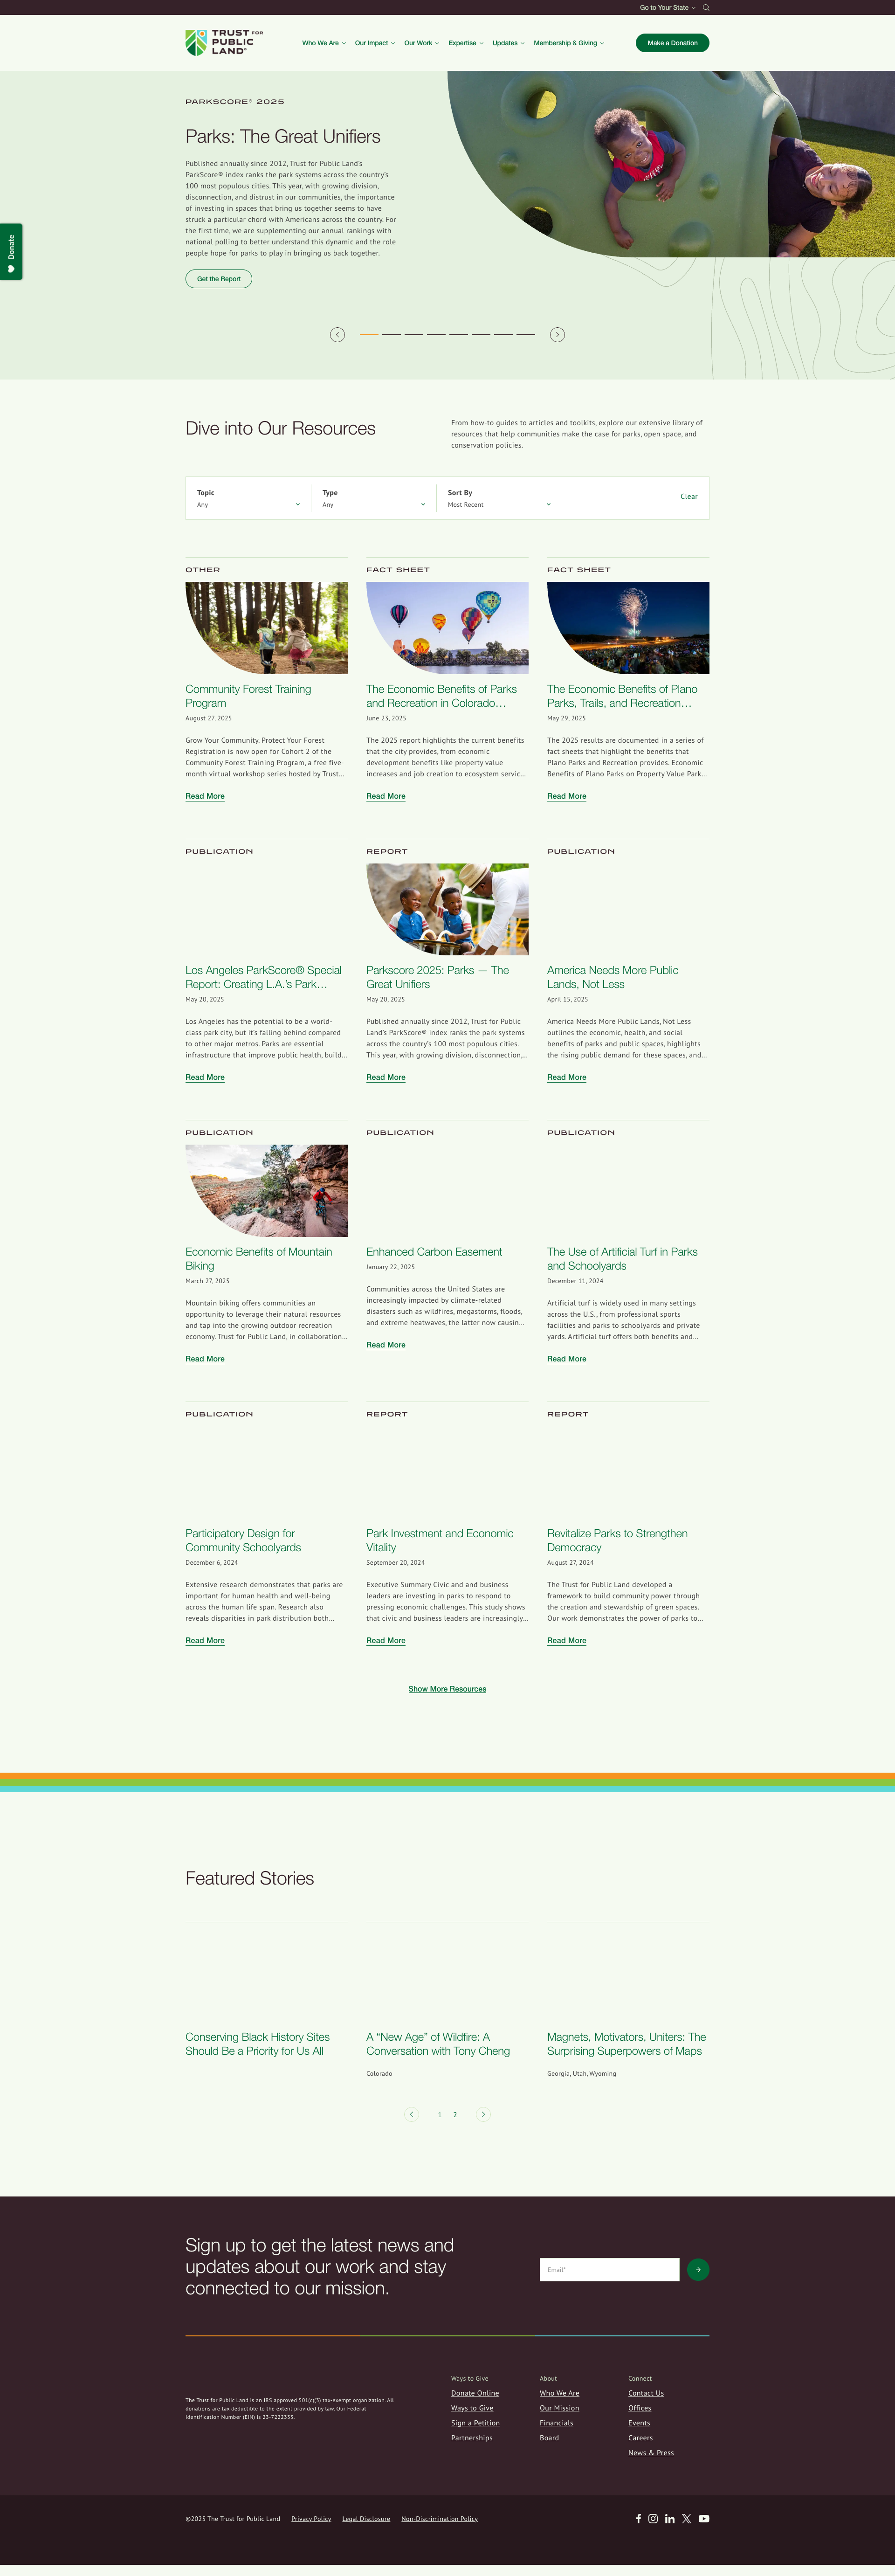 Go to Your State
TRUST FOR
PUBLIC
LAND®
Who We Are
Our Impact
Our Work
Expertise
Updates
Membership & Giving
Make a Donation
PARKSCORE® 2025
Parks: The Great Unifiers
Published annually since 2012, Trust for Public Land's
ParkScore® index ranks the park systems across the country's
100 most populous cities. This year, with growing division,
disconnection, and distrust in our communities, the importance
of investing in spaces that bring us together seems to have
struck a particular chord with Americans across the country. For
the first time, we are supplementing our annual rankings with
national polling to better understand this dynamic and the role
people hope for parks to play in bringing us back together.
Get the Report
Donate
Dive into Our Resources
From how-to guides to articles and toolkits, explore our extensive library of
resources that help communities make the case for parks, open space, and
conservation policies.
Topic
Any
Type
Any
Sort By
Most Recent
Clear
OTHER
Community Forest Training
Program
August 27, 2025
Grow Your Community. Protect Your Forest
Registration is now open for Cohort 2 of the
Community Forest Training Program, a free five-
month virtual workshop series hosted by Trust...
Read More
FACT SHEET
The Economic Benefits of Parks
and Recreation in Colorado...
June 23, 2025
The 2025 report highlights the current benefits
that the city provides, from economic
development benefits like property value
increases and job creation to ecosystem servic...
Read More
FACT SHEET
The Economic Benefits of Plano
Parks, Trails, and Recreation...
May 29, 2025
The 2025 results are documented in a series of
fact sheets that highlight the benefits that
Plano Parks and Recreation provides. Economic
Benefits of Plano Parks on Property Value Park...
Read More
PUBLICATION
Los Angeles ParkScore® Special
Report: Creating L.A.'s Park...
May 20, 2025
Los Angeles has the potential to be a world-
class park city, but it's falling behind compared
to other major metros. Parks are essential
infrastructure that improve public health, build...
Read More
REPORT
Parkscore 2025: Parks — The
Great Unifiers
May 20, 2025
Published annually since 2012, Trust for Public
Land's ParkScore® index ranks the park systems
across the country's 100 most populous cities.
This year, with growing division, disconnection,...
Read More
PUBLICATION
America Needs More Public
Lands, Not Less
April 15, 2025
America Needs More Public Lands, Not Less
outlines the economic, health, and social
benefits of parks and public spaces, highlights
the rising public demand for these spaces, and...
Read More
PUBLICATION
Economic Benefits of Mountain
Biking
March 27, 2025
Mountain biking offers communities an
opportunity to leverage their natural resources
and tap into the growing outdoor recreation
economy. Trust for Public Land, in collaboration...
Read More
PUBLICATION
Enhanced Carbon Easement
January 22, 2025
Communities across the United States are
increasingly impacted by climate-related
disasters such as wildfires, megastorms, floods,
and extreme heatwaves, the latter now causin...
Read More
PUBLICATION
The Use of Artificial Turf in Parks
and Schoolyards
December 11, 2024
Artificial turf is widely used in many settings
across the U.S., from professional sports
facilities and parks to schoolyards and private
yards. Artificial turf offers both benefits and...
Read More
PUBLICATION
Participatory Design for
Community Schoolyards
December 6, 2024
Extensive research demonstrates that parks are
important for human health and well-being
across the human life span. Research also
reveals disparities in park distribution both...
Read More
REPORT
Park Investment and Economic
Vitality
September 20, 2024
Executive Summary Civic and and business
leaders are investing in parks to respond to
pressing economic challenges. This study shows
that civic and business leaders are increasingly...
Read More
REPORT
Revitalize Parks to Strengthen
Democracy
August 27, 2024
The Trust for Public Land developed a
framework to build community power through
the creation and stewardship of green spaces.
Our work demonstrates the power of parks to...
Read More
Show More Resources
Featured Stories
Conserving Black History Sites
Should Be a Priority for Us All
A “New Age” of Wildfire: A
Conversation with Tony Cheng
Colorado
Magnets, Motivators, Uniters: The
Surprising Superpowers of Maps
Georgia, Utah, Wyoming
1
2
Sign up to get the latest news and
updates about our work and stay
connected to our mission.
Email*
The Trust for Public Land is an IRS approved 501(c)(3) tax-exempt organization. All
donations are tax deductible to the extent provided by law. Our Federal
Identification Number (EIN) is 23-7222333.
Ways to Give
Donate Online
Ways to Give
Sign a Petition
Partnerships
About
Who We Are
Our Mission
Financials
Board
Connect
Contact Us
Offices
Events
Careers
News & Press
©2025 The Trust for Public Land
Privacy Policy
Legal Disclosure
Non-Discrimination Policy